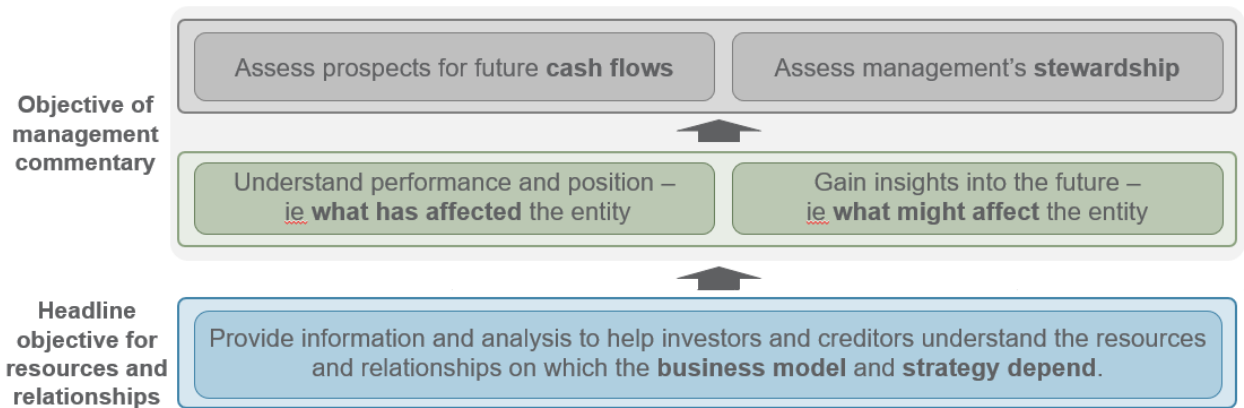 Assess prospects for future cash flows
Assess management’s stewardship
Objective of
management
commentary
Understand performance and position –
ie what has affected the entity
Gain insights into the future –
ie what might affect the entity
Headline
objective for
resources and
relationships
Provide information and analysis to help investors and creditors understand the resources
and relationships on which the business model and strategy depend.